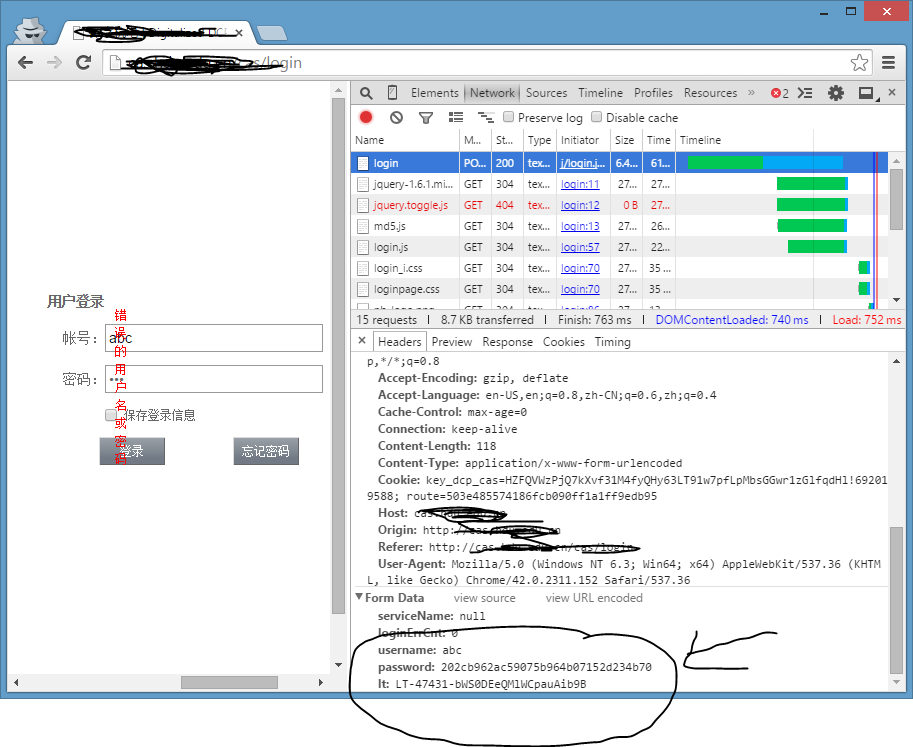 /login
Elements Network Sources Timeline Profiles Resources » 2
Preserve log Disable cache
Name M... St... Type Initiator Size Time Timeline
login PO... 200 tex... j/login.j... 6.4... 61...
jquery-1.6.1.mi... GET 304 tex... login:11 27... 27...
jquery.toggle.js GET 404 tex... login:12 0 B 27...
md5.js GET 304 tex... login:13 27... 26...
login.js GET 304 tex... login:57 27... 22...
login_i.css GET 304 tex... login:70 27... 35 ...
loginpage.css GET 304 tex... login:70 27... 35 ...
15 requests | 8.7 KB transferred | Finish: 763 ms | DOMContentLoaded: 740 ms | Load: 752 ms
× Headers Preview Response Cookies Timing
p,*/*;q=0.8
Accept-Encoding: gzip, deflate
Accept-Language: en-US,en;q=0.8,zh-CN;q=0.6,zh;q=0.4
Cache-Control: max-age=0
Connection: keep-alive
Content-Length: 118
Content-Type: application/x-www-form-urlencoded
Cookie: key_dcp_cas=HZFQVWzPjQ7kXvf31M4fyQHy63LT91w7pfLpMbsGGwr1zGlfqdHl!69201
9588; route=503e485574186fcb090ff1a1ff9edb95
Host:
Origin: http://
Referer: http://
User-Agent: Mozilla/5.0 (Windows NT 6.3; Win64; x64) AppleWebKit/537.36 (KHTM
L, like Gecko) Chrome/42.0.2311.152 Safari/537.36
Form Data view source view URL encoded
serviceName: null
loginErrCnt: 0
username: abc
password: 202cb962ac59075b964b07152d234b70
lt: LT-47431-bWS0DEeQMlWCpauAib9B
用户登录
帐号： abc
密码： •••
保存登录信息
登录 忘记密码
错误的用户名或密码